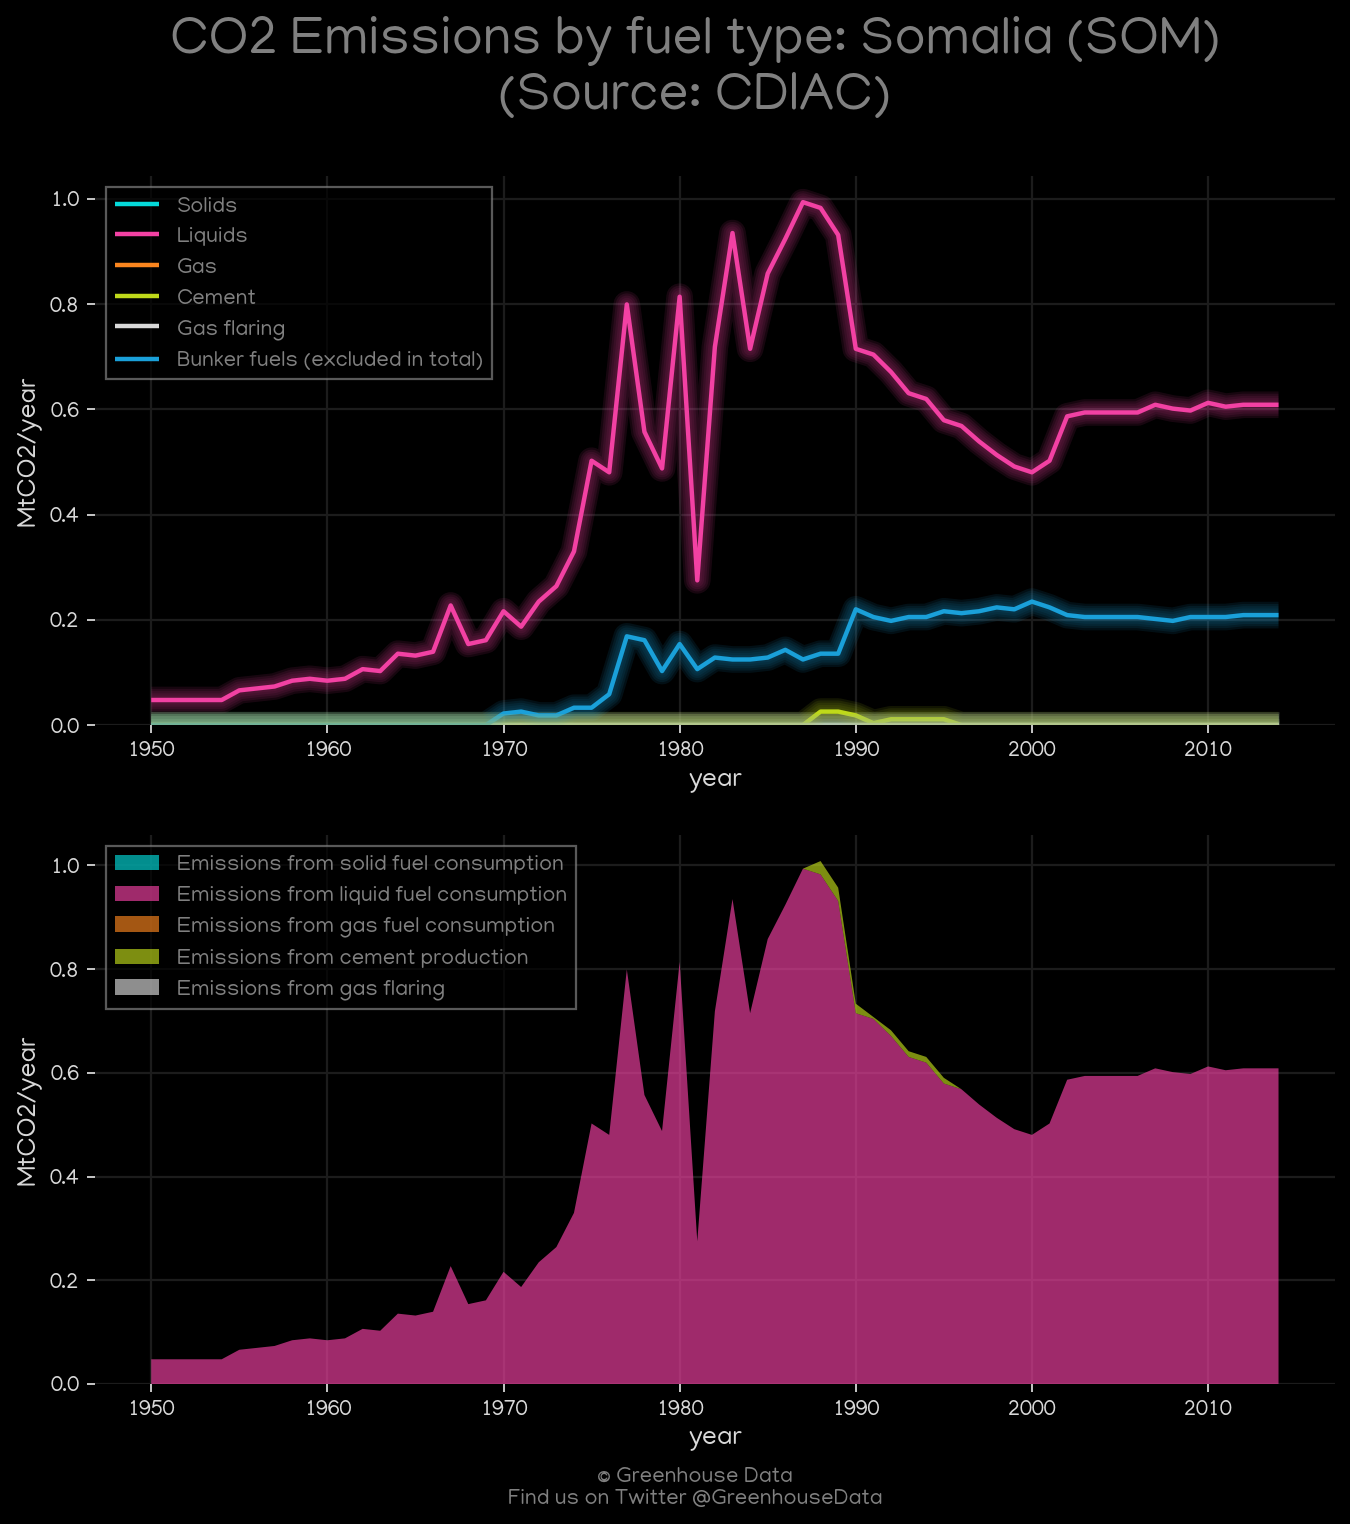 CO2 Emissions by fuel type: Somalia (SOM)
(Source: CDIAC)
1.0
0.8
0.6
0.4
0.2
0.0
MtCO2/year
Solids
Liquids
Gas
Cement
Gas flaring
Bunker fuels (excluded in total)
1950 1960 1970 1980 1990 2000 2010
year
1.0
0.8
0.6
0.4
0.2
0.0
MtCO2/year
Emissions from solid fuel consumption
Emissions from liquid fuel consumption
Emissions from gas fuel consumption
Emissions from cement production
Emissions from gas flaring
1950 1960 1970 1980 1990 2000 2010
year
© Greenhouse Data
Find us on Twitter @GreenhouseData